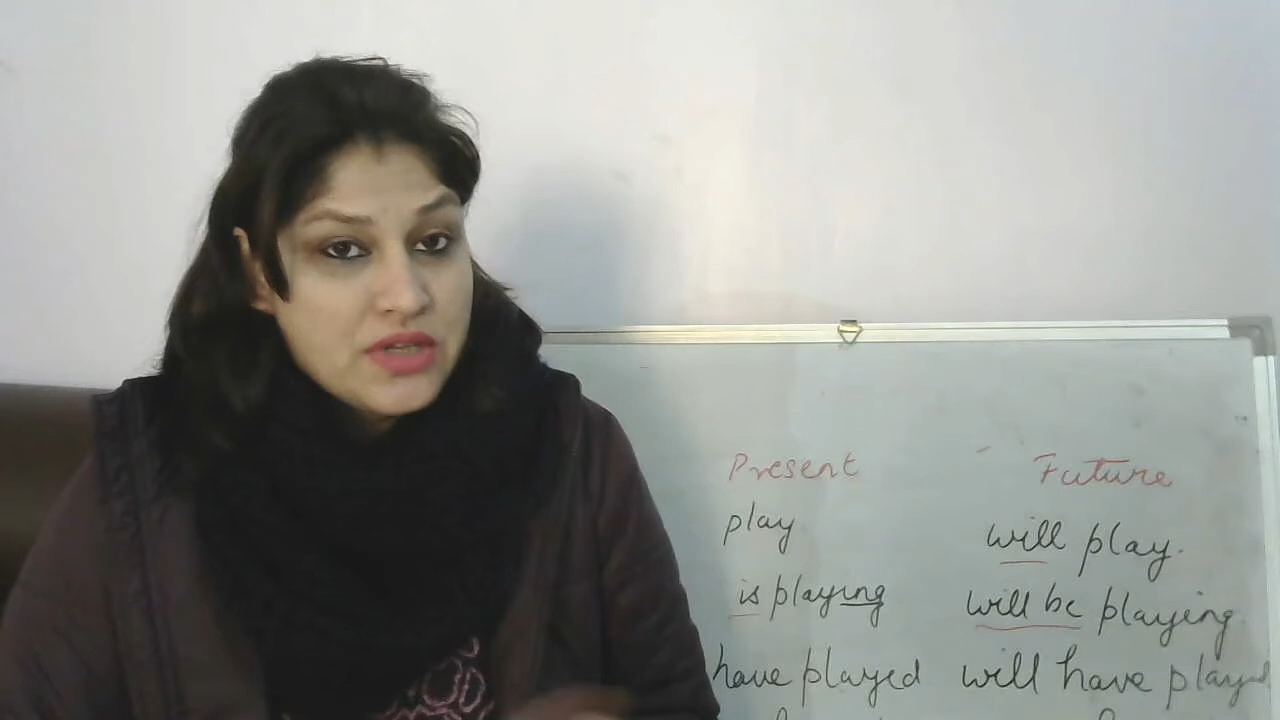 Present Future
play will play.
is playing will be playing
have played will have played